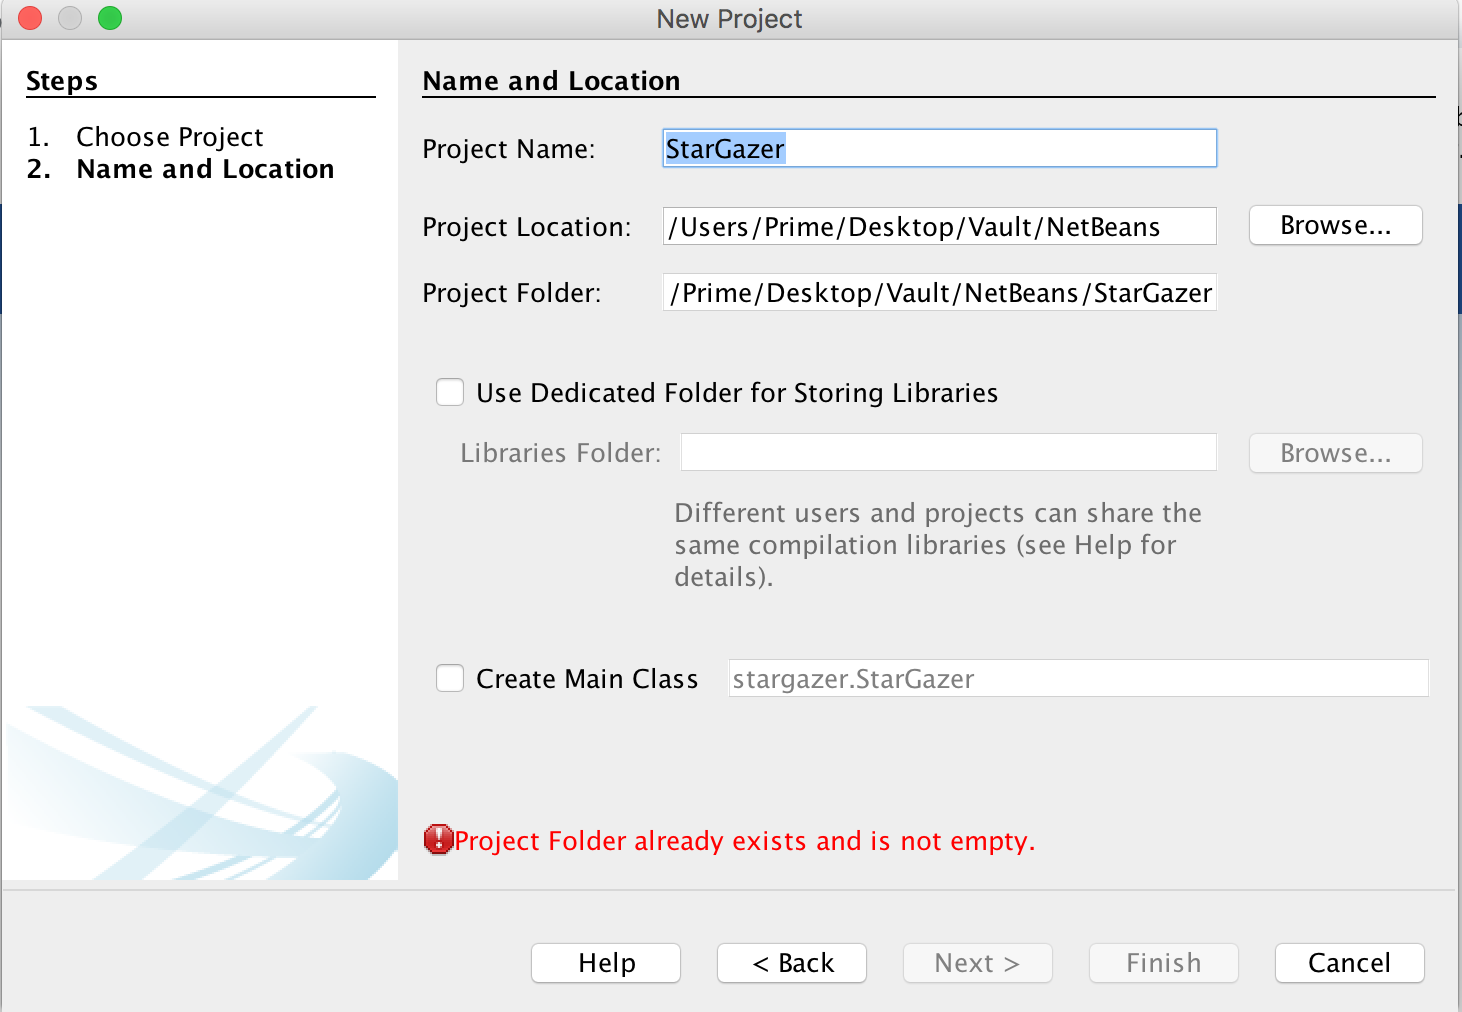 New Project
Steps
1. Choose Project
2. Name and Location
Name and Location
Project Name: StarGazer
Project Location: /Users/Prime/Desktop/Vault/NetBeans Browse...
Project Folder: /Prime/Desktop/Vault/NetBeans/StarGazer
Use Dedicated Folder for Storing Libraries
Libraries Folder: Browse...
Different users and projects can share the
same compilation libraries (see Help for
details).
Create Main Class stargazer.StarGazer
Project Folder already exists and is not empty.
Help < Back Next > Finish Cancel